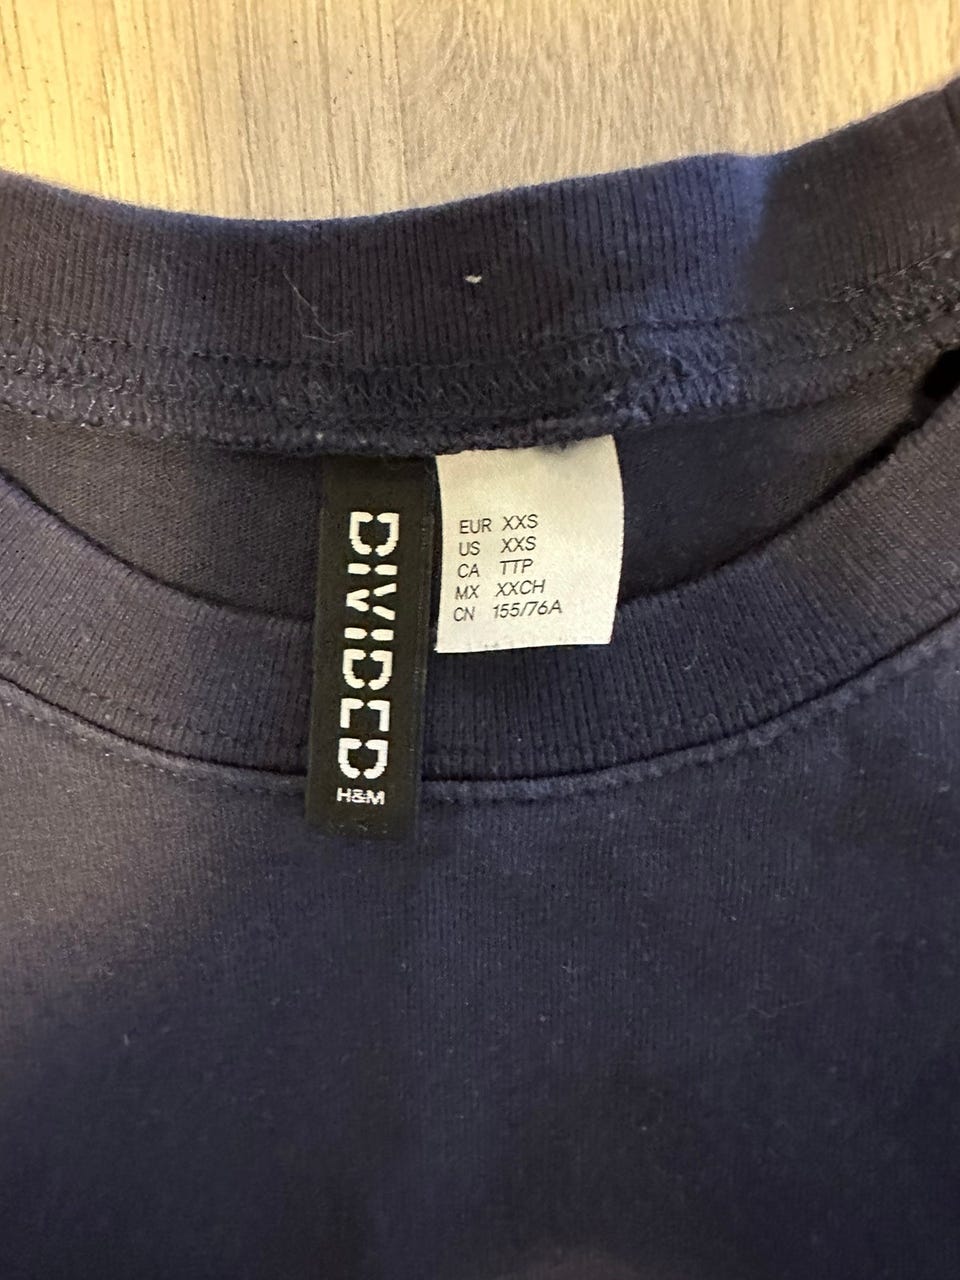 DIVIDED
H&M
EUR XXS
US XXS
CA TTP
MX XXCH
CN 155/76A